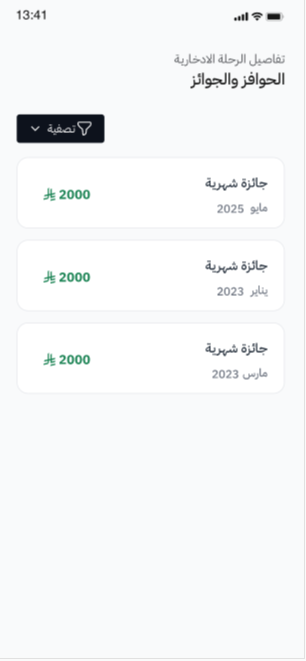 13:41
تفاصيل الرحلة الادخارية
الحوافز والجوائز
تصفية
جائزة شهرية
2000
مايو 2025
جائزة شهرية
2000
يناير 2023
جائزة شهرية
2000
مارس 2023